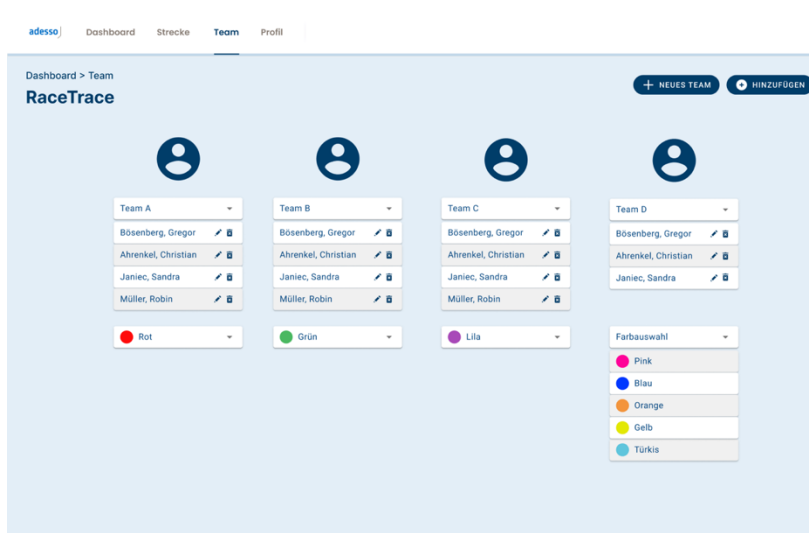 adesso Dashboard Strecke Team Profil
Dashboard > Team
RaceTrace
NEUES TEAM
HINZUFÜGEN
Team A
Bösenberg, Gregor
Ahrenkel, Christian
Janiec, Sandra
Müller, Robin
Rot
Team B
Bösenberg, Gregor
Ahrenkel, Christian
Janiec, Sandra
Müller, Robin
Grün
Team C
Bösenberg, Gregor
Ahrenkel, Christian
Janiec, Sandra
Müller, Robin
Lila
Team D
Bösenberg, Gregor
Ahrenkel, Christian
Janiec, Sandra
Farbauswahl
Pink
Blau
Orange
Gelb
Türkis